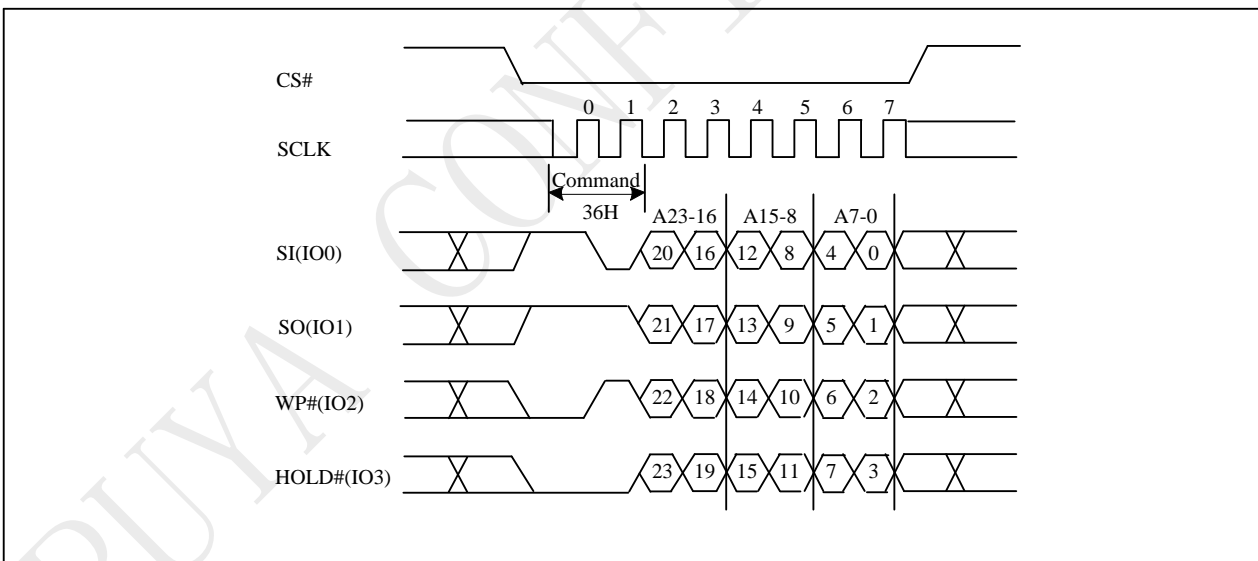 PUYA CONF
CS#
0 1 2 3 4 5 6 7
SCLK
Command
36H
A23-16 A15-8 A7-0
SI(IO0) 20 16 12 8 4 0
SO(IO1) 21 17 13 9 5 1
WP#(IO2) 22 18 14 10 6 2
HOLD#(IO3) 23 19 15 11 7 3